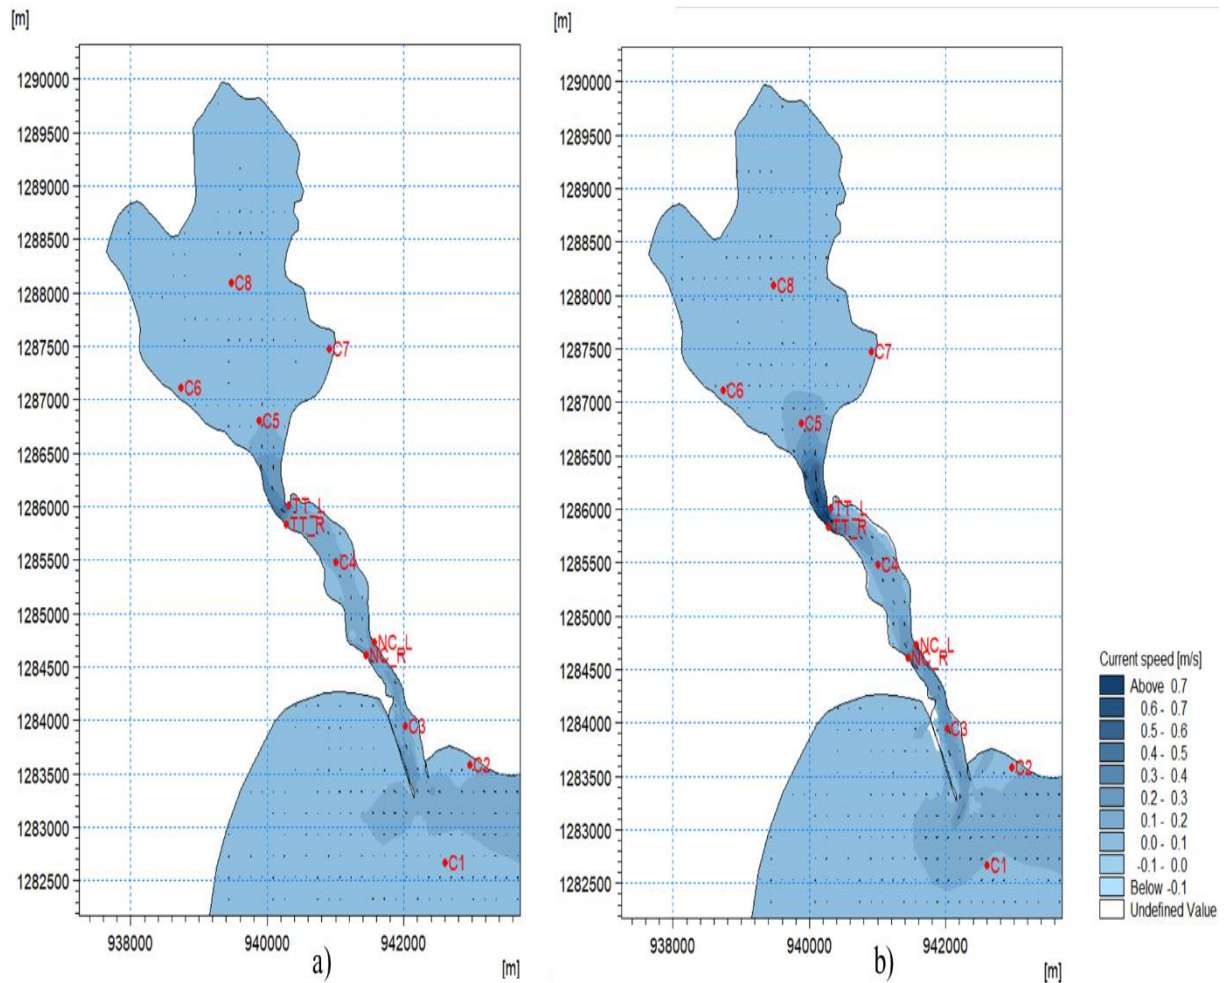 [m]
1290000
1289500
1289000
1288500
1288000
1287500
1287000
1286500
1286000
1285500
1285000
1284500
1284000
1283500
1283000
1282500
C8
C7
C6
C5
TT_L
TT_R
C4
NC_L
NC_R
C3
C2
C1
938000
940000
942000
[m]
a)
[m]
1290000
1289500
1289000
1288500
1288000
1287500
1287000
1286500
1286000
1285500
1285000
1284500
1284000
1283500
1283000
1282500
C8
C7
C6
C5
TT_L
TT_R
C4
NC_L
NC_R
C3
C2
C1
938000
940000
942000
[m]
b)
Current speed [m/s]
Above 0.7
0.6 - 0.7
0.5 - 0.6
0.4 - 0.5
0.3 - 0.4
0.2 - 0.3
0.1 - 0.2
0.0 - 0.1
-0.1 - 0.0
Below -0.1
Undefined Value